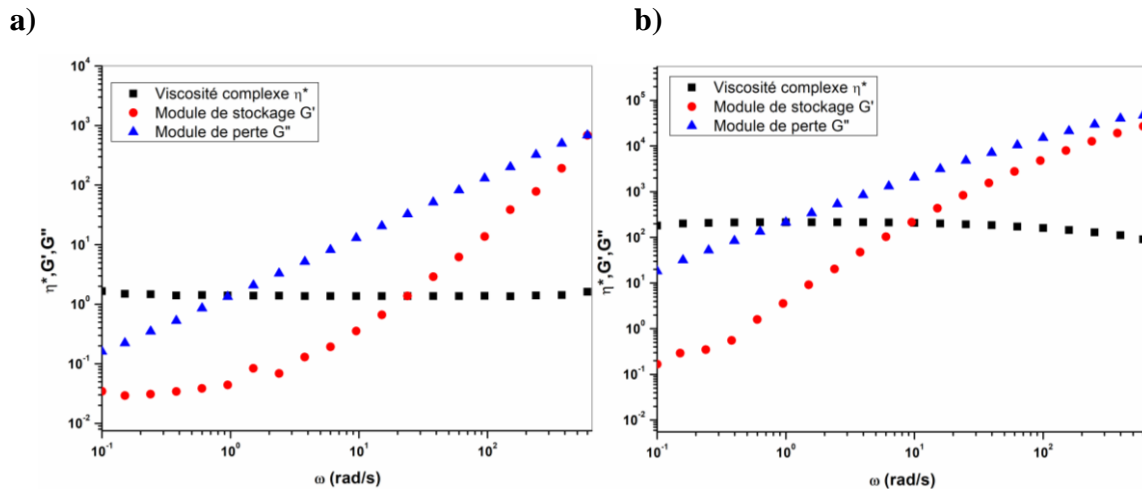 a)
10^4
10^3
10^2
10^1
10^0
10^-1
10^-2
η*,G',G"
Viscosité complexe η*
Module de stockage G'
Module de perte G"
10^-1
10^0
10^1
10^2
ω (rad/s)
b)
10^5
10^4
10^3
10^2
10^1
10^0
10^-1
10^-2
η*,G',G"
Viscosité complexe η*
Module de stockage G'
Module de perte G"
10^-1
10^0
10^1
10^2
ω (rad/s)